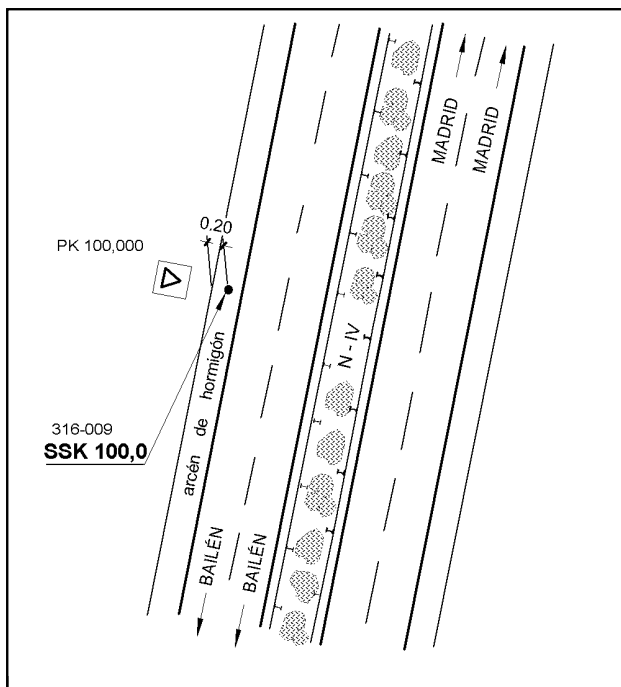 MADRID
MADRID
0.20
PK 100,000
N - IV
arcén de hormigón
316-009
SSK 100,0
BAILÉN
BAILÉN